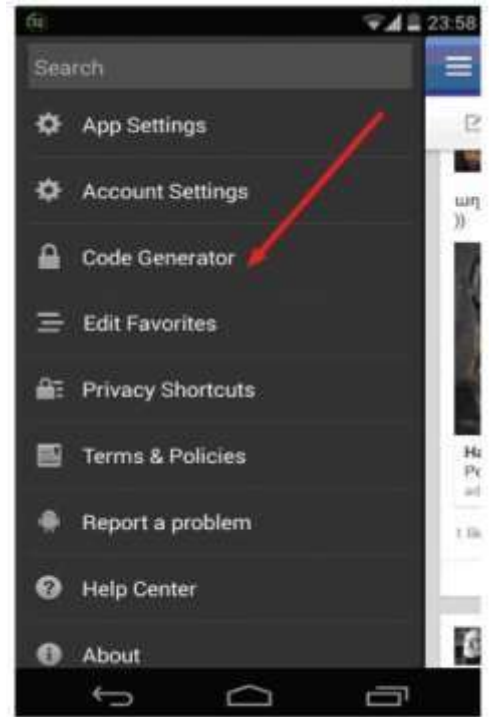 23:58
Search
App Settings
Account Settings
Code Generator
Edit Favorites
Privacy Shortcuts
Terms & Policies
Report a problem
Help Center
About
))